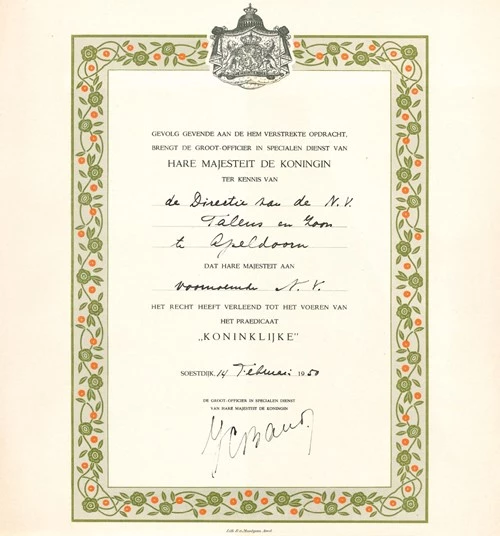 GEVOLG GEVENDE AAN DE HEM VERSTREKTE OPDRACHT,
BRENGT DE GROOT-OFFICIER IN SPECIALEN DIENST VAN
HARE MAJESTEIT DE KONINGIN
TER KENNIS VAN
de Directie van de N.V.
Talens en Zoon
te Apeldoorn
DAT HARE MAJESTEIT AAN
voornoemde N.V.
HET RECHT HEEFT VERLEEND TOT HET VOEREN VAN
HET PRAEDICAAT
„KONINKLIJKE”
SOESTDIJK, 14 Februari 1950
DE GROOT-OFFICIER IN SPECIALEN DIENST
VAN HARE MAJESTEIT DE KONINGIN